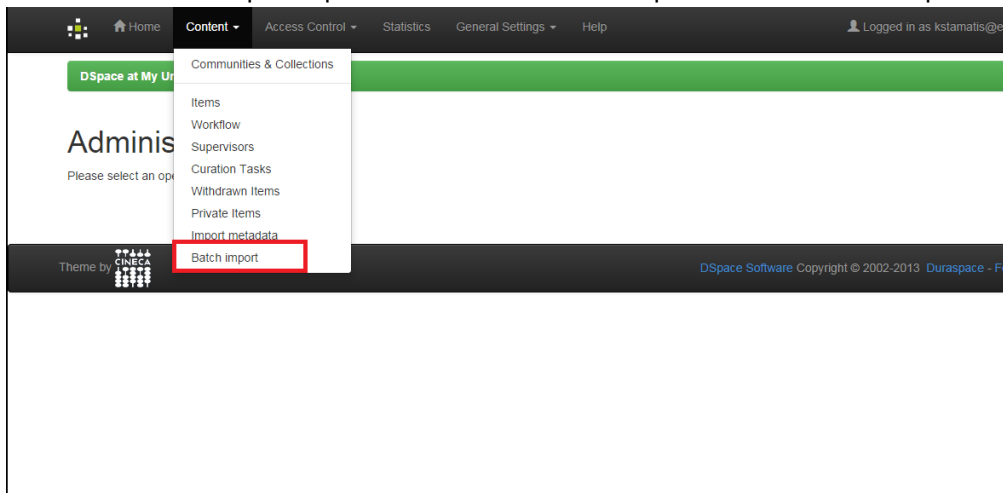 Home Content Access Control Statistics General Settings Help Logged in as kstamatis@e
DSpace at My Un
Communities & Collections
Items
Workflow
Supervisors
Curation Tasks
Withdrawn Items
Private Items
Import metadata
Batch import
Adminis
Please select an ope
Theme by CINECA DSpace Software Copyright © 2002-2013 Duraspace - F